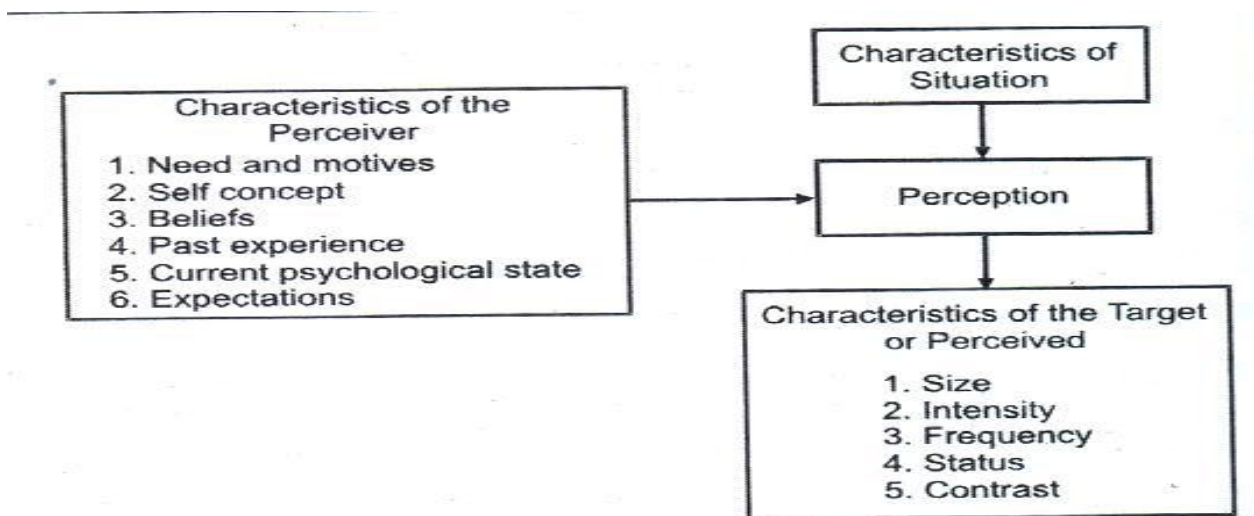 Characteristics of the
Perceiver
1. Need and motives
2. Self concept
3. Beliefs
4. Past experience
5. Current psychological state
6. Expectations
Characteristics of
Situation
Perception
Characteristics of the Target
or Perceived
1. Size
2. Intensity
3. Frequency
4. Status
5. Contrast